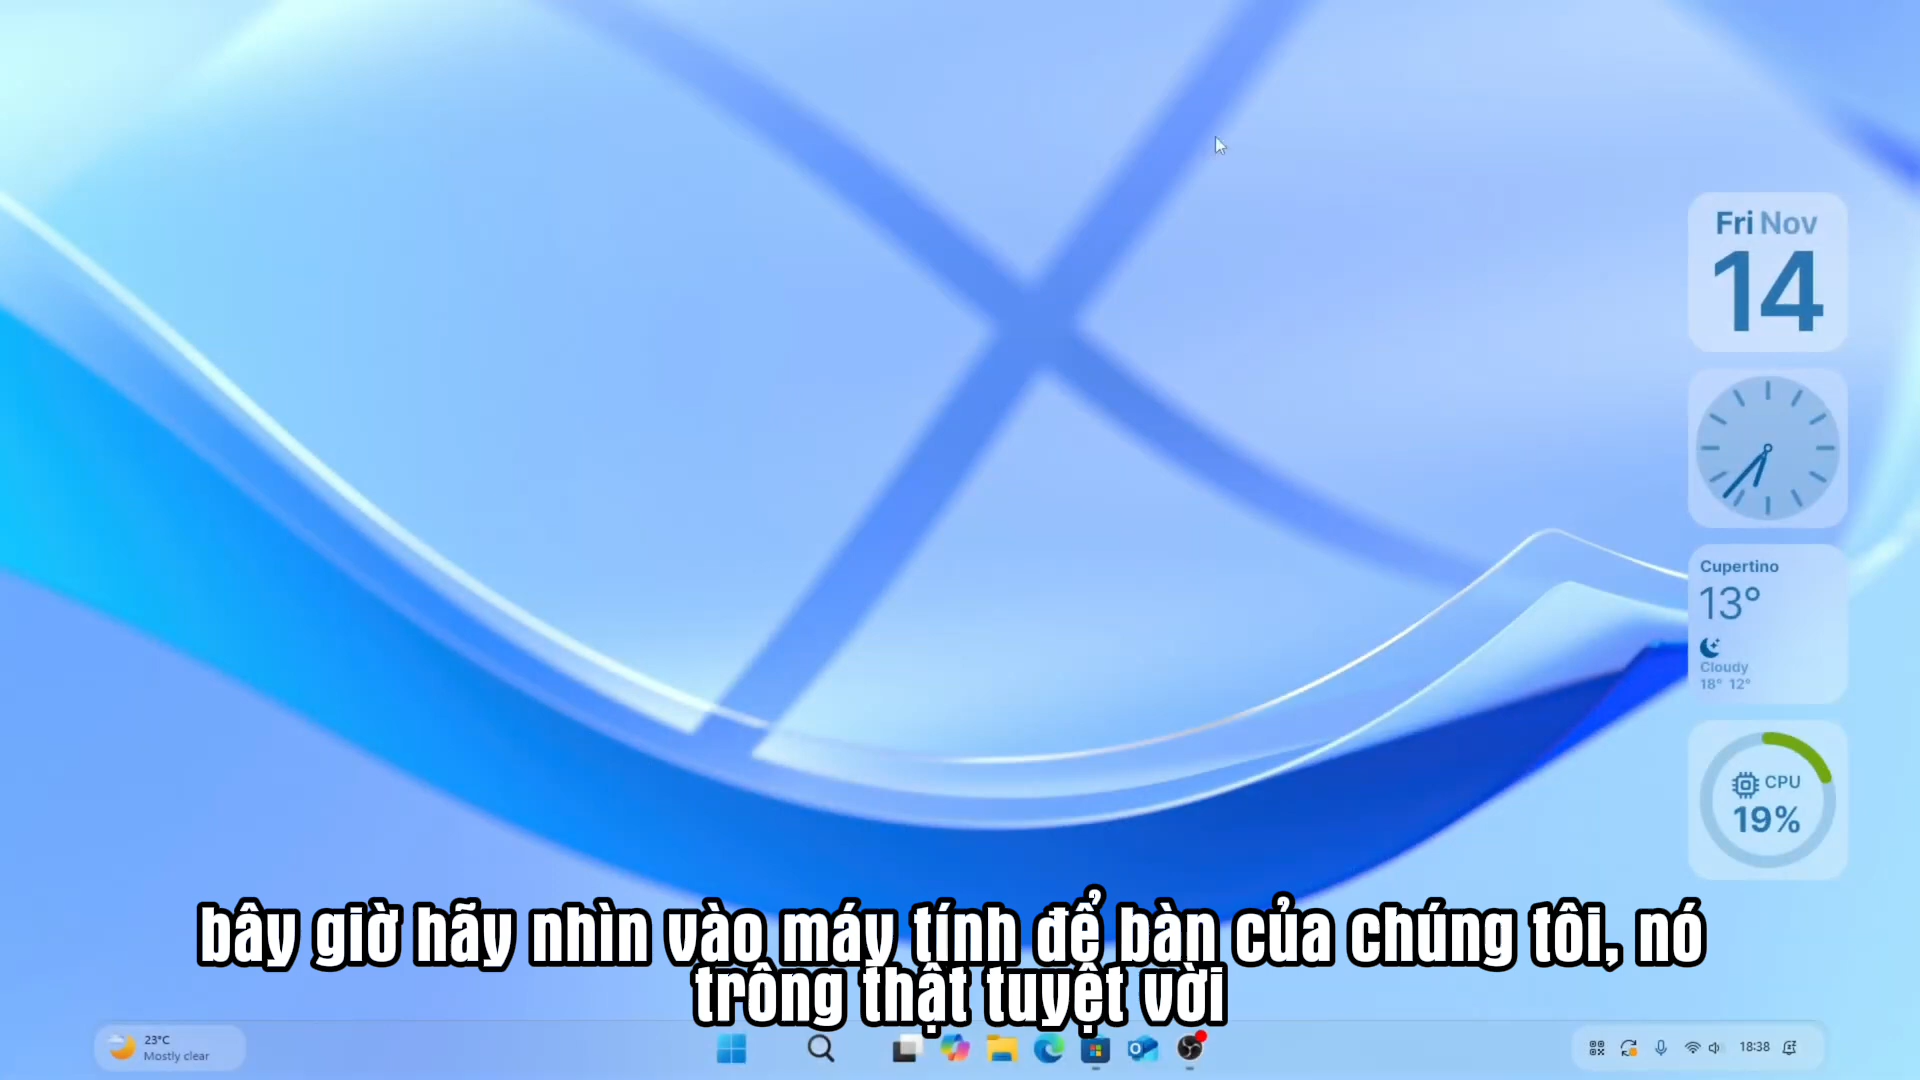 Fri Nov
14
Cupertino
13°
Cloudy
18° 12°
CPU
19%
bây giờ hãy nhìn vào máy tính để bàn của chúng tôi, nó
trông thật tuyệt vời
23°C
Mostly clear
18:38